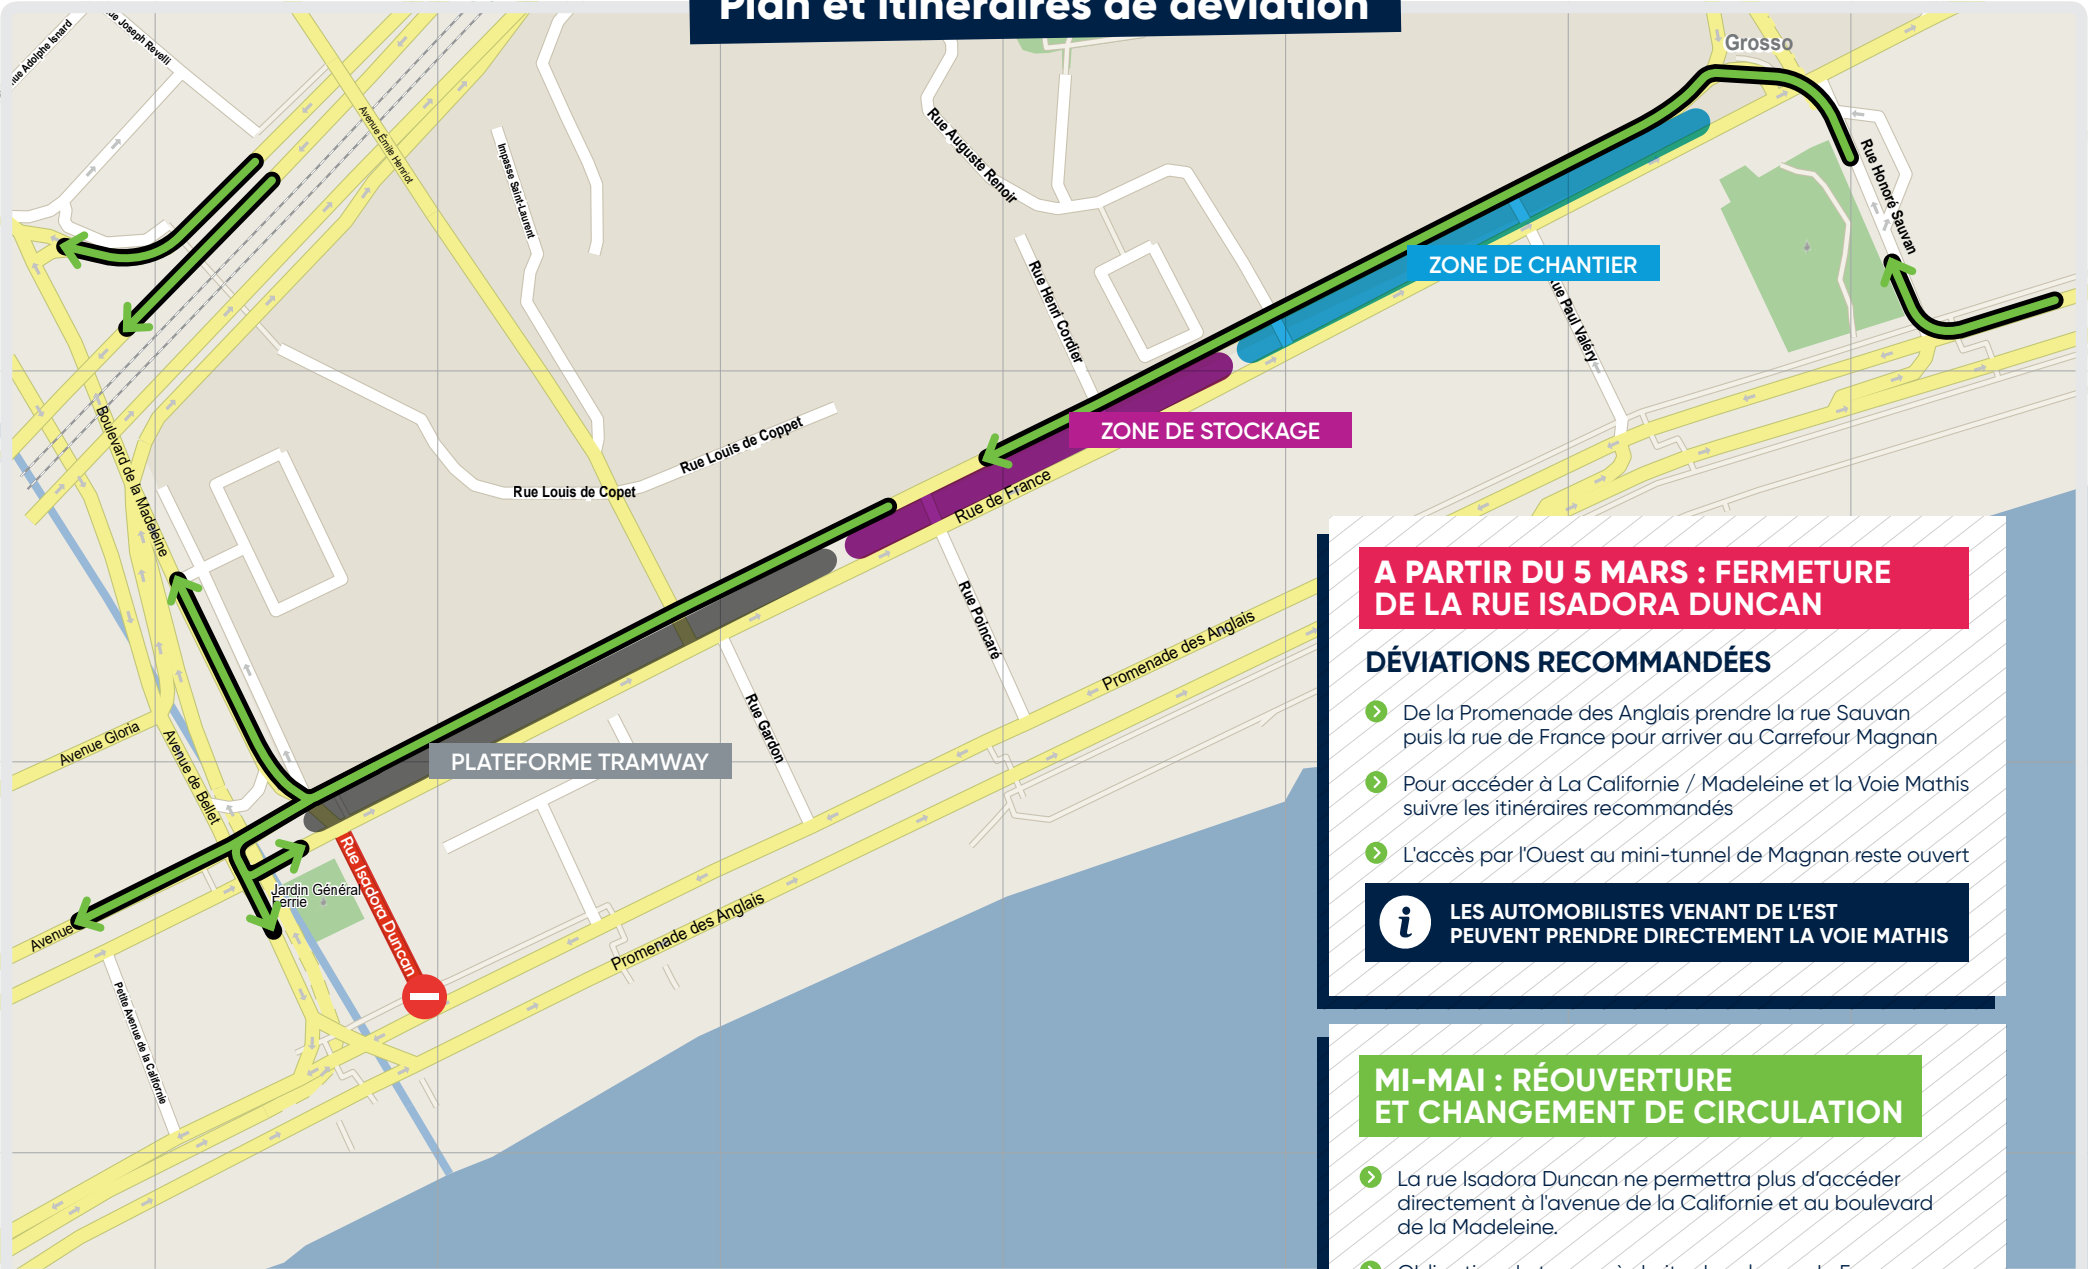 Plan et itinéraires de déviation
Rue Adolphe Isnard
Rue Joseph Revelli
Avenue Émile Henriot
Impasse Saint-Laurent
Rue Auguste Renoir
Grosso
Rue Honoré Sauvan
Rue Henri Cordier
ZONE DE CHANTIER
Rue Paul Valéry
Boulevard de la Madeleine
Rue Louis de Coppet
Rue Louis de Copet
ZONE DE STOCKAGE
Rue de France
Rue Poincaré
Promenade des Anglais
Avenue Gloria
Avenue de Bellet
Rue Gardon
PLATEFORME TRAMWAY
Rue Isadora Duncan
Jardin Général
Ferrie
Avenue
Promenade des Anglais
Petite Avenue de la Californie
A PARTIR DU 5 MARS : FERMETURE
DE LA RUE ISADORA DUNCAN
DÉVIATIONS RECOMMANDÉES
De la Promenade des Anglais prendre la rue Sauvan
puis la rue de France pour arriver au Carrefour Magnan
Pour accéder à La Californie / Madeleine et la Voie Mathis
suivre les itinéraires recommandés
L'accès par l'Ouest au mini-tunnel de Magnan reste ouvert
i
LES AUTOMOBILISTES VENANT DE L’EST
PEUVENT PRENDRE DIRECTEMENT LA VOIE MATHIS
MI-MAI : RÉOUVERTURE
ET CHANGEMENT DE CIRCULATION
La rue Isadora Duncan ne permettra plus d’accéder
directement à l'avenue de la Californie et au boulevard
de la Madeleine.